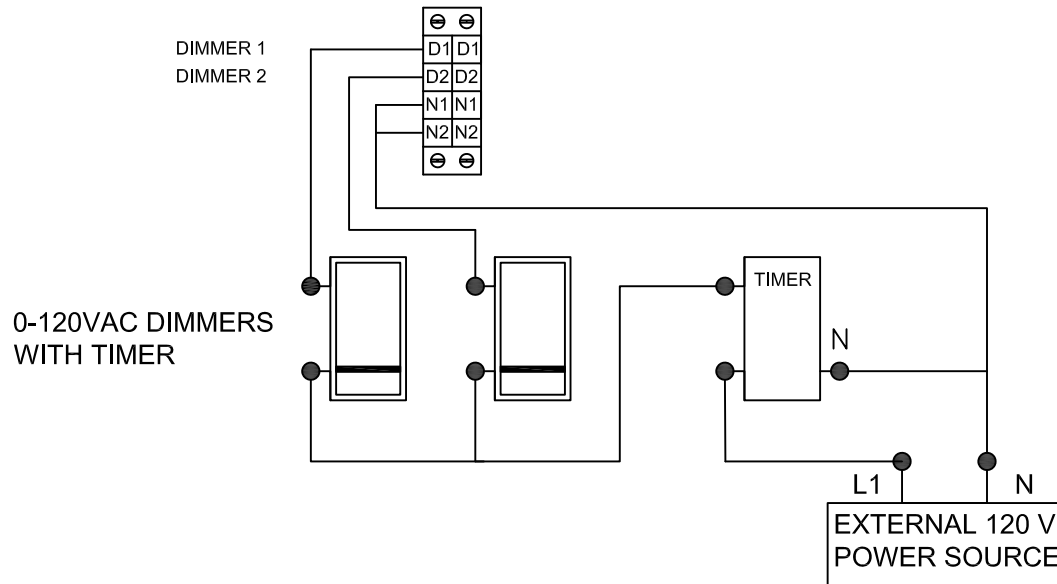 DIMMER 1
DIMMER 2
D1 D1
D2 D2
N1 N1
N2 N2
TIMER
N
0-120VAC DIMMERS
WITH TIMER
L1
N
EXTERNAL 120 V
POWER SOURCE